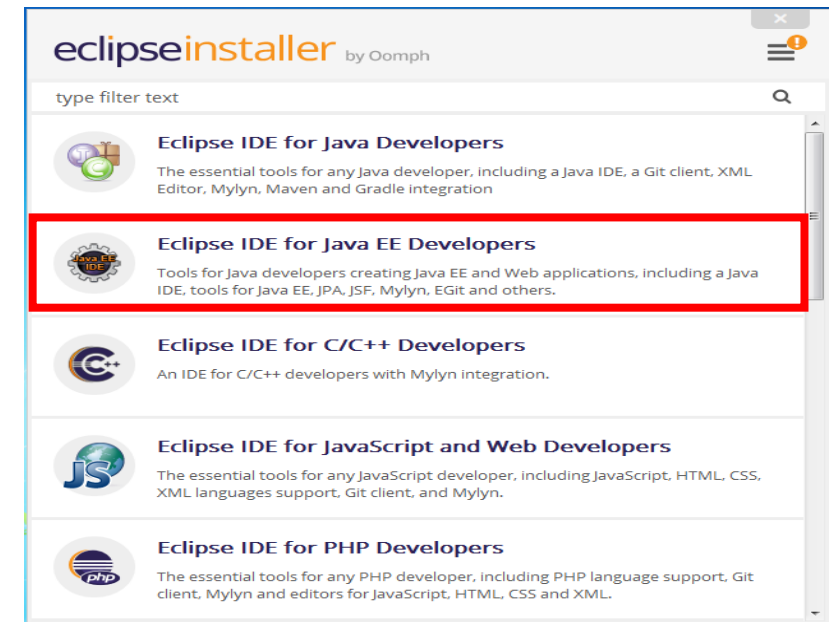 eclipseinstaller by Oomph
type filter text
Eclipse IDE for Java Developers
The essential tools for any Java developer, including a Java IDE, a Git client, XML
Editor, Mylyn, Maven and Gradle integration
Java EE
IDE
Eclipse IDE for Java EE Developers
Tools for Java developers creating Java EE and Web applications, including a Java
IDE, tools for Java EE, JPA, JSF, Mylyn, EGit and others.
C++
Eclipse IDE for C/C++ Developers
An IDE for C/C++ developers with Mylyn integration.
JS
Eclipse IDE for JavaScript and Web Developers
The essential tools for any JavaScript developer, including JavaScript, HTML, CSS,
XML languages support, Git client, and Mylyn.
php
Eclipse IDE for PHP Developers
The essential tools for any PHP developer, including PHP language support, Git
client, Mylyn and editors for JavaScript, HTML, CSS and XML.